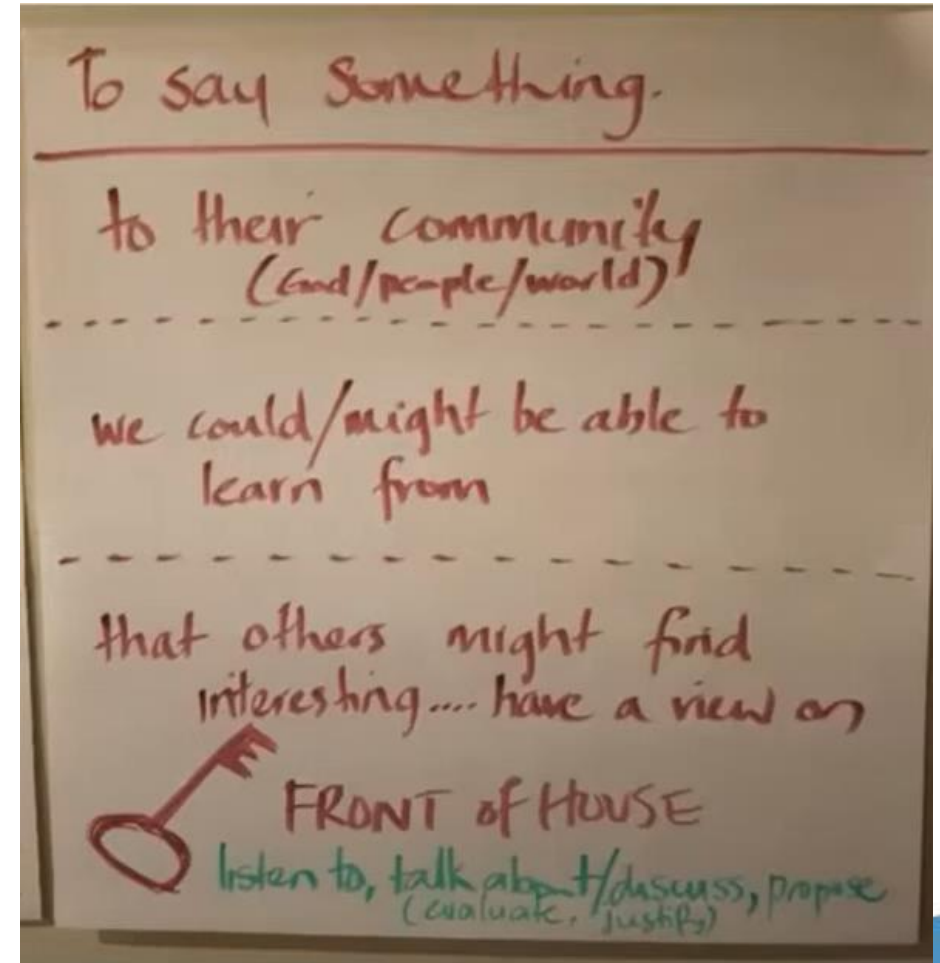 To say something.
to their community
(God/people/world)
we could/might be able to
learn from
that others might find
interesting.... have a view on
FRONT of HOUSE
listen to, talk about/discuss, propose
(evaluate, justify)